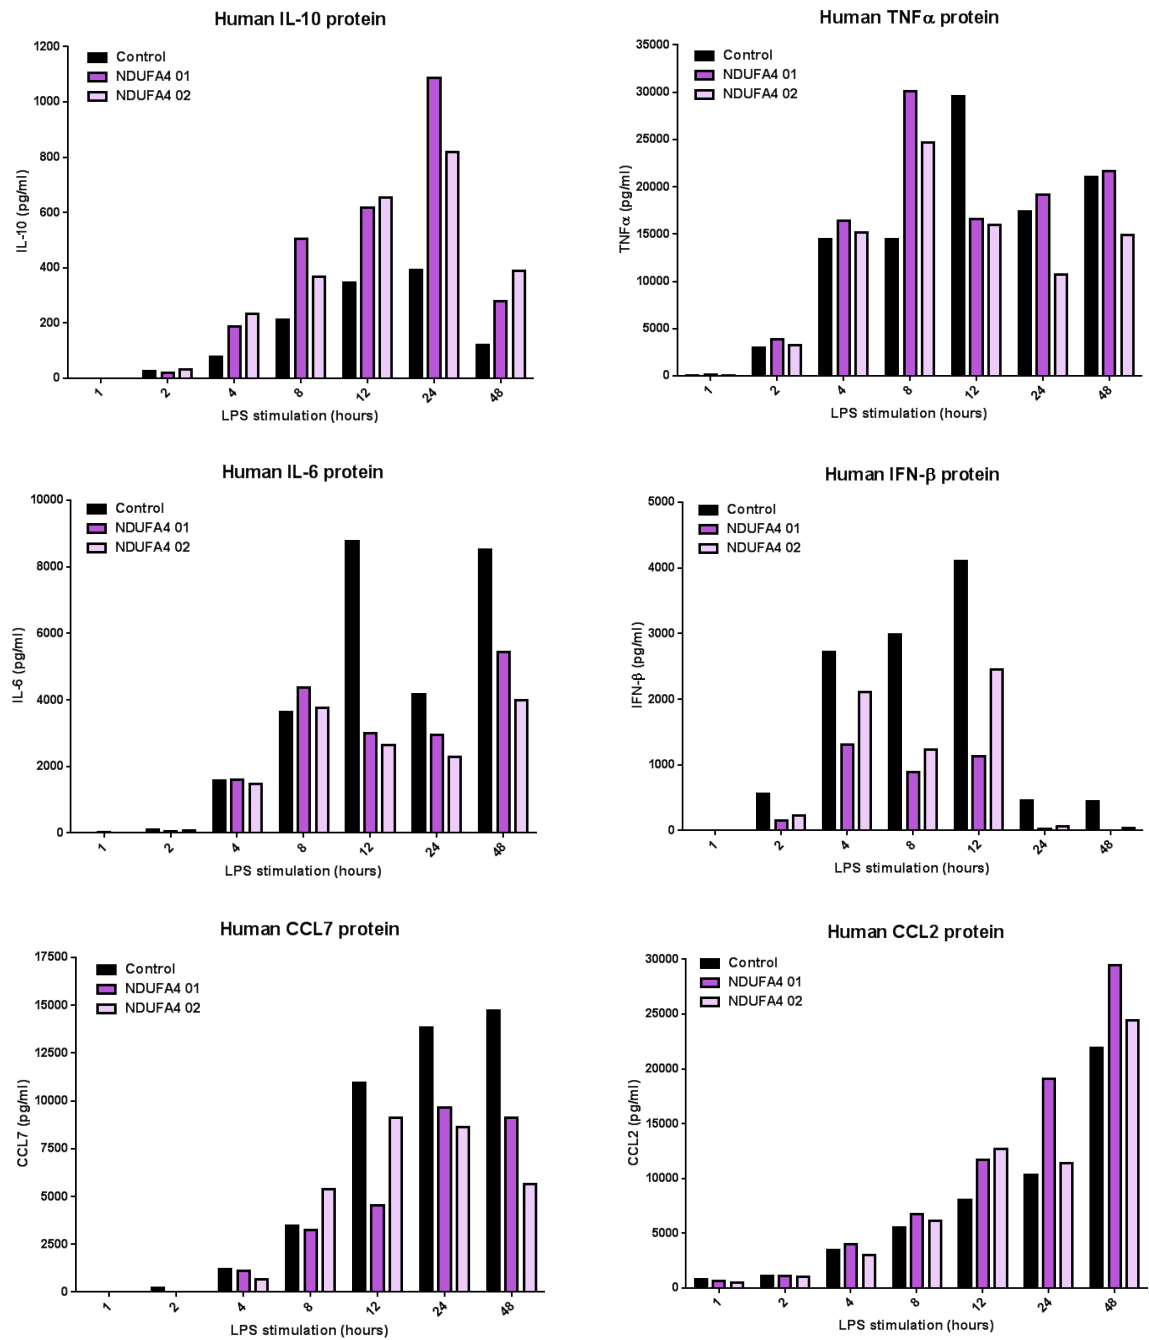 Human IL-10 protein
1200
1000
800
600
400
200
0
IL-10 (pg/ml)
Control
NDUFA4 01
NDUFA4 02
1 2 4 8 12 24 48
LPS stimulation (hours)
Human TNFα protein
35000
30000
25000
20000
15000
10000
5000
0
TNFα (pg/ml)
Control
NDUFA4 01
NDUFA4 02
1 2 4 8 12 24 48
LPS stimulation (hours)
Human IL-6 protein
10000
8000
6000
4000
2000
0
IL-6 (pg/ml)
Control
NDUFA4 01
NDUFA4 02
1 2 4 8 12 24 48
LPS stimulation (hours)
Human IFN-β protein
5000
4000
3000
2000
1000
0
IFN-β (pg/ml)
Control
NDUFA4 01
NDUFA4 02
1 2 4 8 12 24 48
LPS stimulation (hours)
Human CCL7 protein
17500
15000
12500
10000
7500
5000
2500
0
CCL7 (pg/ml)
Control
NDUFA4 01
NDUFA4 02
1 2 4 8 12 24 48
LPS stimulation (hours)
Human CCL2 protein
30000
25000
20000
15000
10000
5000
0
CCL2 (pg/ml)
Control
NDUFA4 01
NDUFA4 02
1 2 4 8 12 24 48
LPS stimulation (hours)